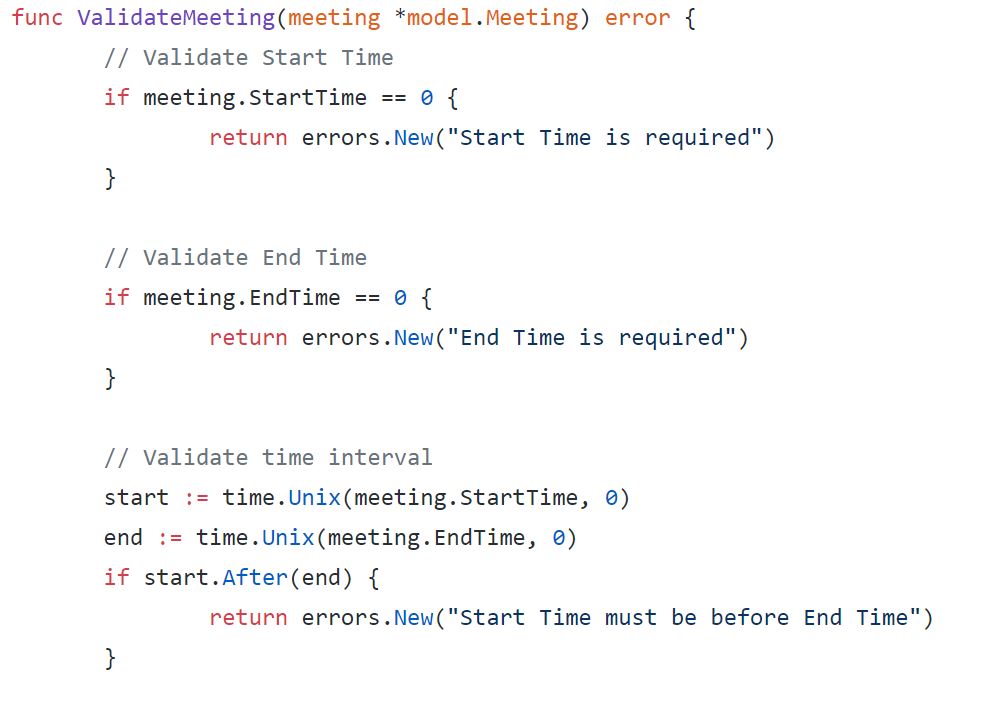 func ValidateMeeting(meeting *model.Meeting) error {
// Validate Start Time
if meeting.StartTime == 0 {
return errors.New("Start Time is required")
}
// Validate End Time
if meeting.EndTime == 0 {
return errors.New("End Time is required")
}
// Validate time interval
start := time.Unix(meeting.StartTime, 0)
end := time.Unix(meeting.EndTime, 0)
if start.After(end) {
return errors.New("Start Time must be before End Time")
}